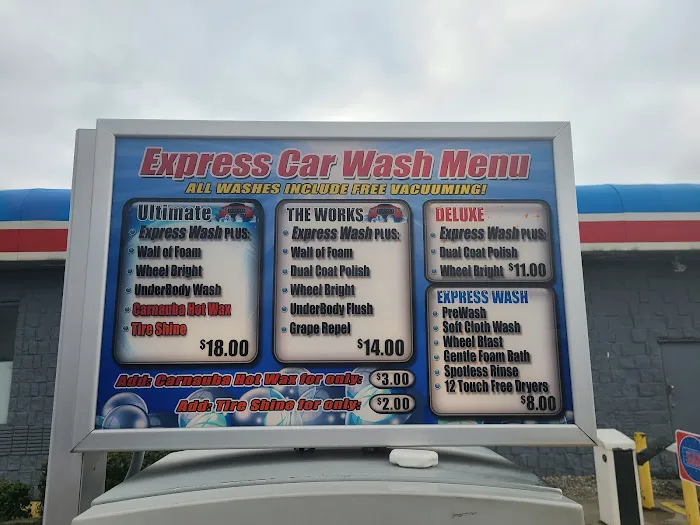 Express Car Wash Menu
ALL WASHES INCLUDE FREE VACUUMING!
Ultimate
Express Wash PLUS:
Wall of Foam
Wheel Bright
UnderBody Wash
Carnauba Hot Wax
Tire Shine
$18.00
THE WORKS
Express Wash PLUS:
Wall of Foam
Dual Coat Polish
Wheel Bright
UnderBody Flush
Grape Repel
$14.00
DELUXE
Express Wash PLUS:
Dual Coat Polish
Wheel Bright $11.00
EXPRESS WASH
PreWash
Soft Cloth Wash
Wheel Blast
Gentle Foam Bath
Spotless Rinse
12 Touch Free Dryers
$8.00
Add: Carnauba Hot Wax for only: $3.00
Add: Tire Shine for only: $2.00